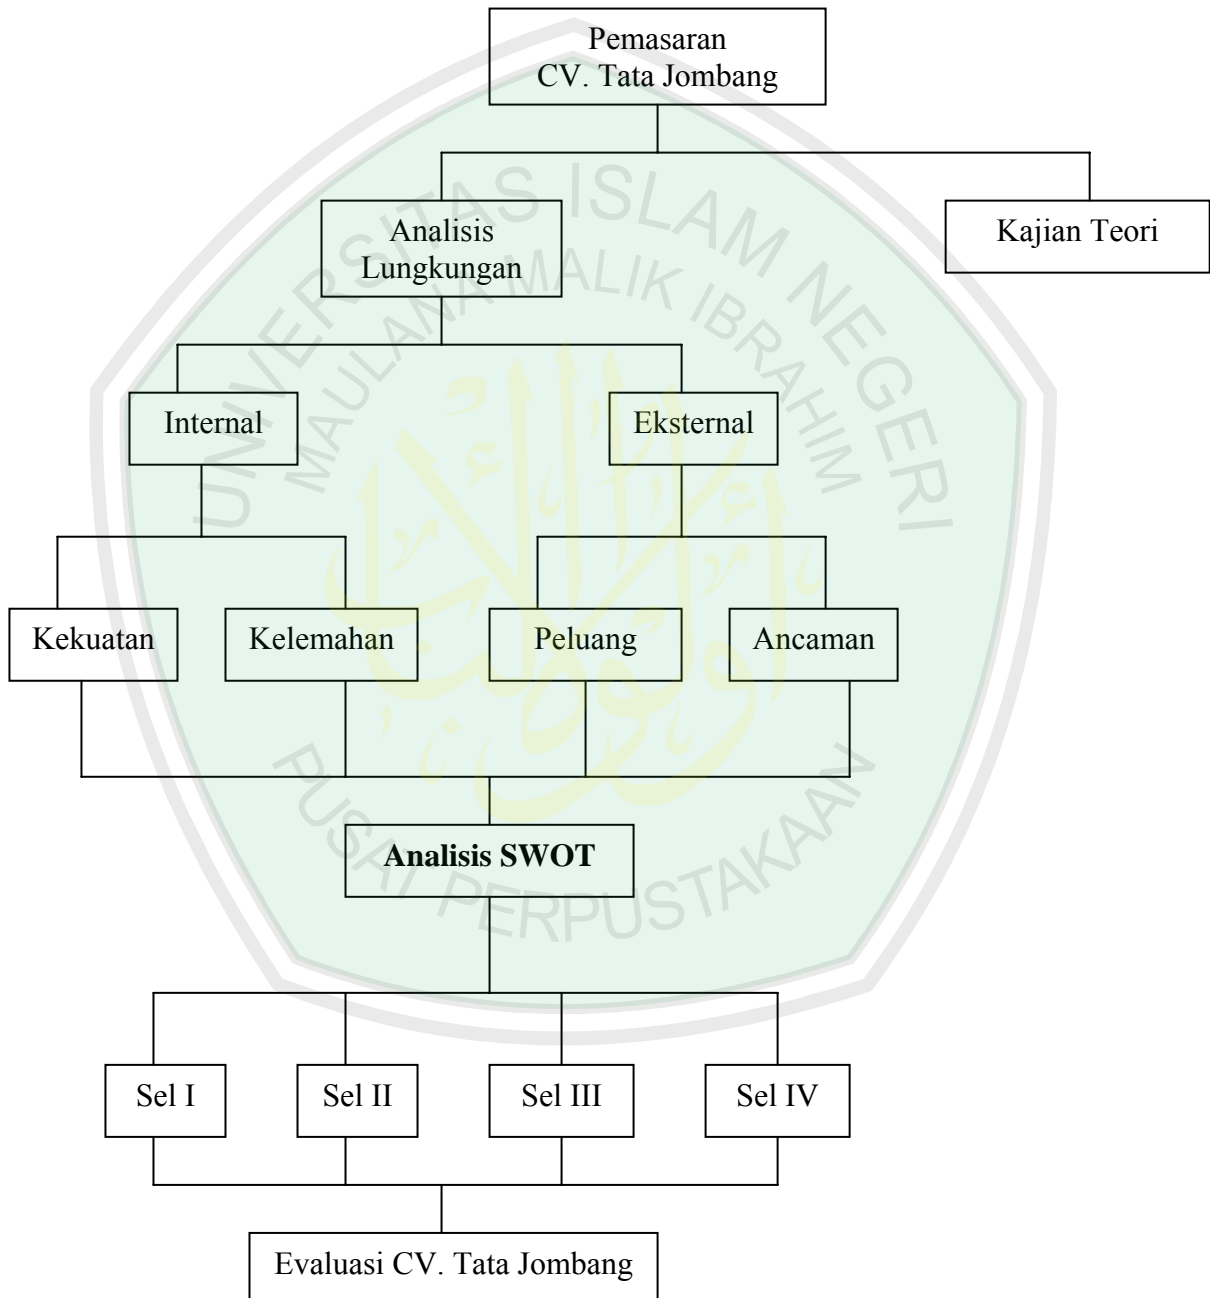 Pemasaran
CV. Tata Jombang
Analisis
Lungkungan
Kajian Teori
Internal
Eksternal
Kekuatan
Kelemahan
Peluang
Ancaman
Analisis SWOT
Sel I
Sel II
Sel III
Sel IV
Evaluasi CV. Tata Jombang
UNIVERSITAS ISLAM NEGERI
MAULANA MALIK IBRAHIM
PUSAT PERPUSTAKAAN